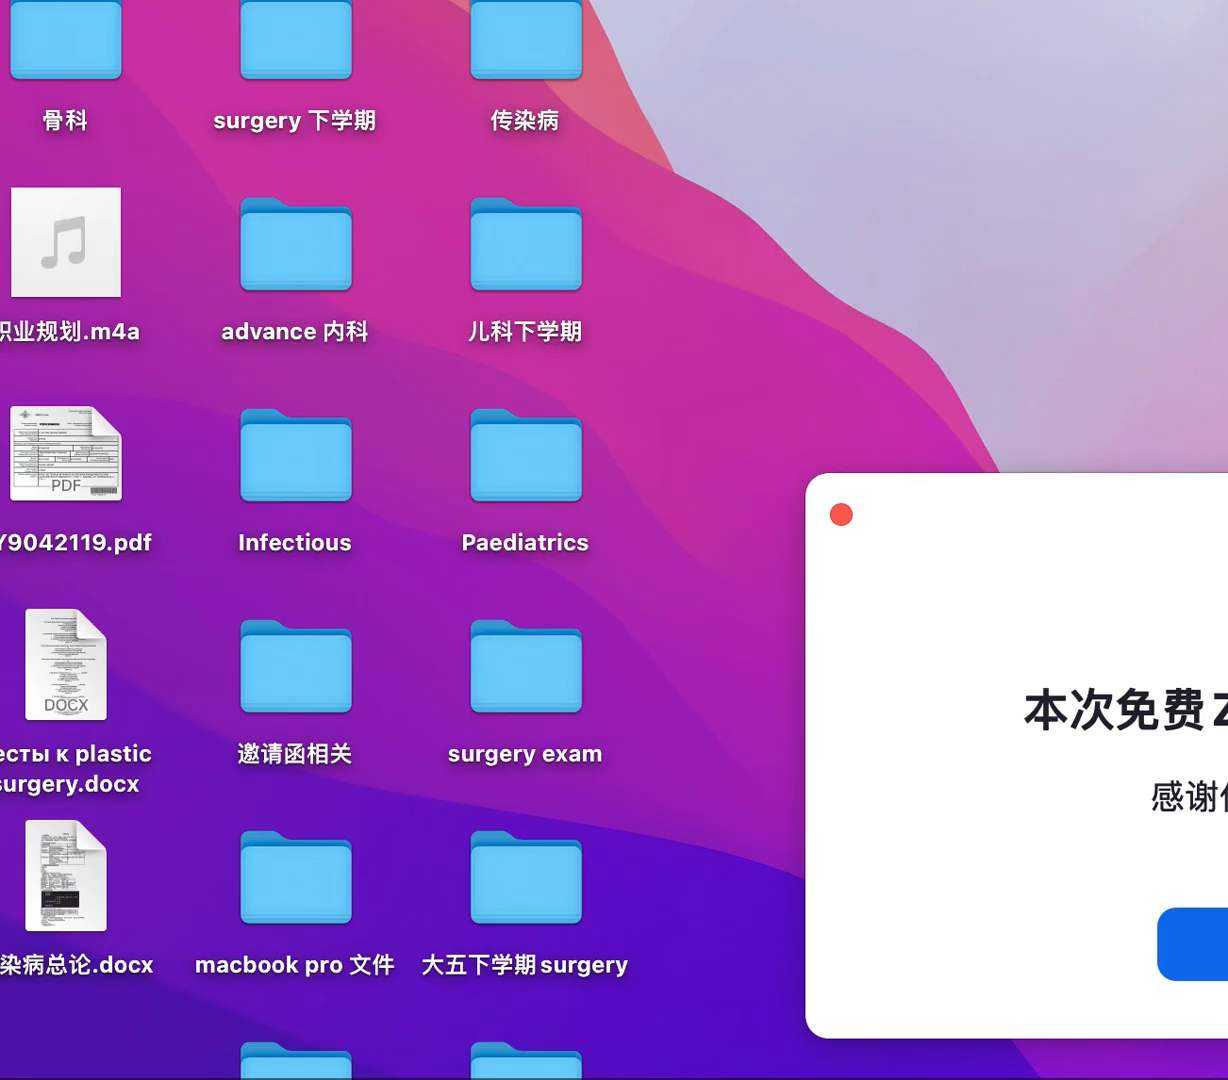 骨科
surgery 下学期
传染病
职业规划.m4a
advance 内科
儿科下学期
PDF
Y9042119.pdf
Infectious
Paediatrics
DOCX
есты к plastic
surgery.docx
邀请函相关
surgery exam
染病总论.docx
macbook pro 文件
大五下学期 surgery
本次免费 Z
感谢